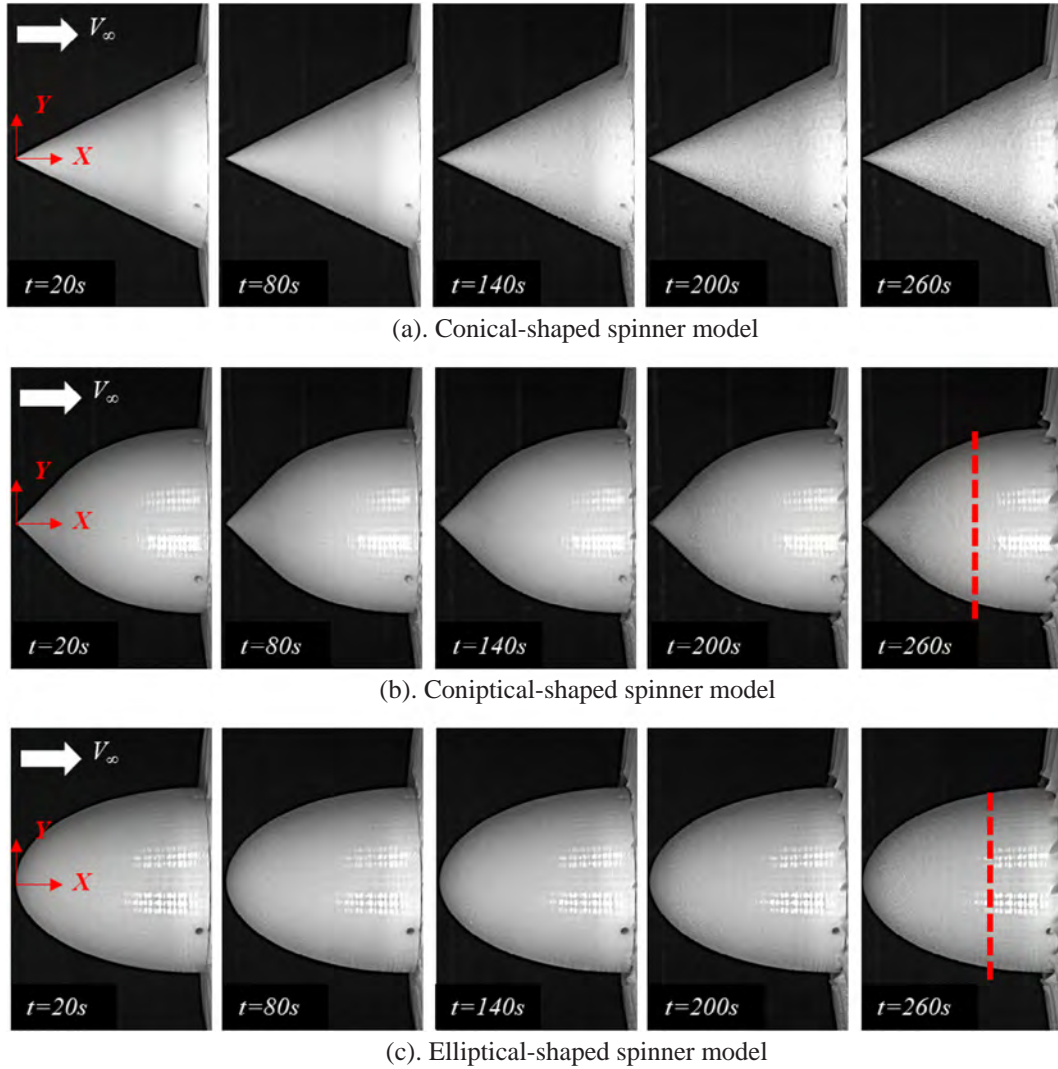 V∞
Y
X
t=20s t=80s t=140s t=200s t=260s
(a). Conical-shaped spinner model
V∞
Y
X
t=20s t=80s t=140s t=200s t=260s
(b). Coniptical-shaped spinner model
V∞
Y
X
t=20s t=80s t=140s t=200s t=260s
(c). Elliptical-shaped spinner model